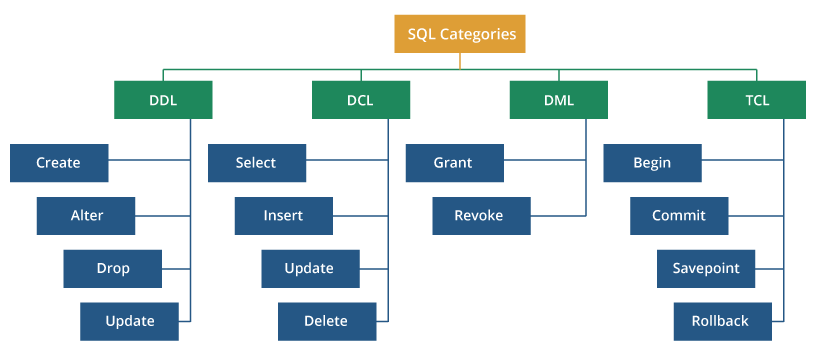 SQL Categories
DDL
DCL
DML
TCL
Create
Select
Grant
Begin
Alter
Insert
Revoke
Commit
Drop
Update
Savepoint
Update
Delete
Rollback